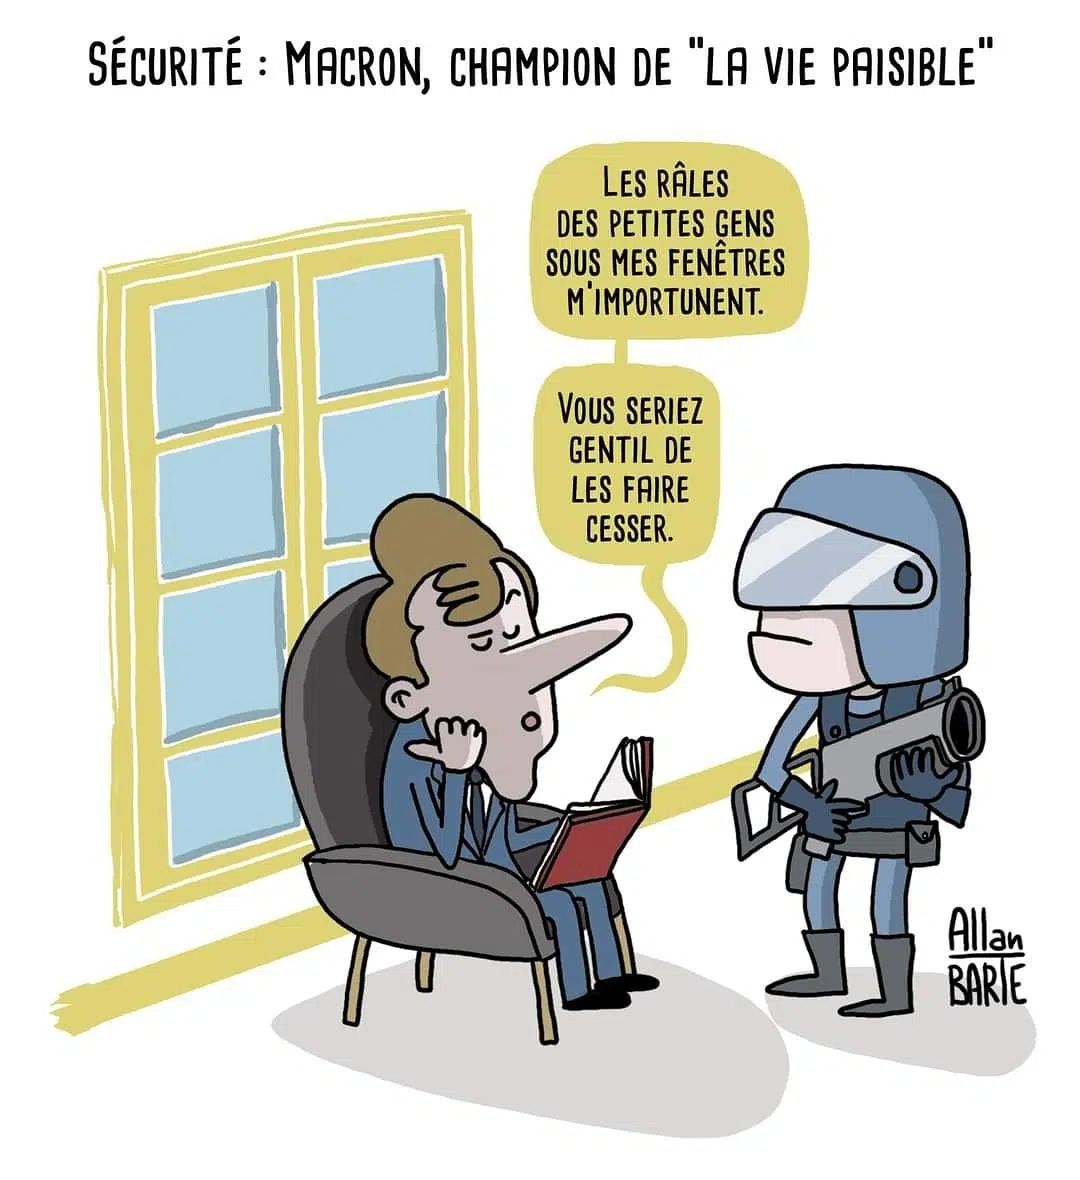 SÉCURITÉ : MACRON, CHAMPION DE "LA VIE PAISIBLE"
LES RÂLES
DES PETITES GENS
SOUS MES FENÊTRES
M'IMPORTUNENT.
VOUS SERIEZ
GENTIL DE
LES FAIRE
CESSER.
Allan
BARTE